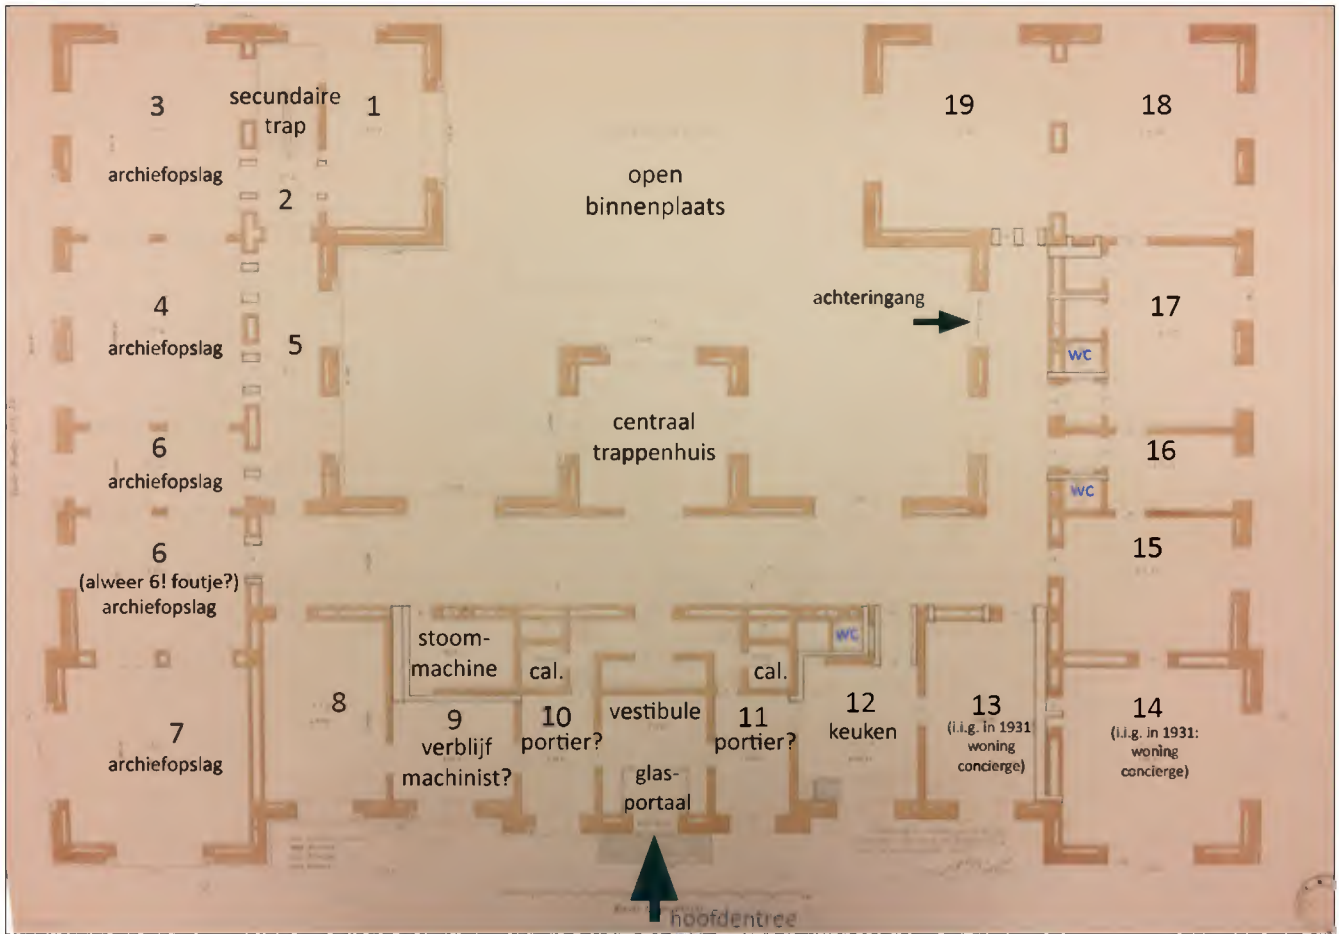 3
secundaire
trap
1
19
18
archiefopslag
2
open
binnenplaats
4
archiefopslag
5
achteringang
17
wc
6
archiefopslag
centraal
trappenhuis
16
wc
6
(alweer 6! foutje?)
archiefopslag
15
stoom-
machine
cal.
cal.
wc
7
archiefopslag
8
9
verblijf
machinist?
10
portier?
vestibule
glas-
portaal
11
portier?
12
keuken
13
(i.i.g. in 1931
woning
concierge)
14
(i.i.g. in 1931:
woning
concierge)
hoofdentree